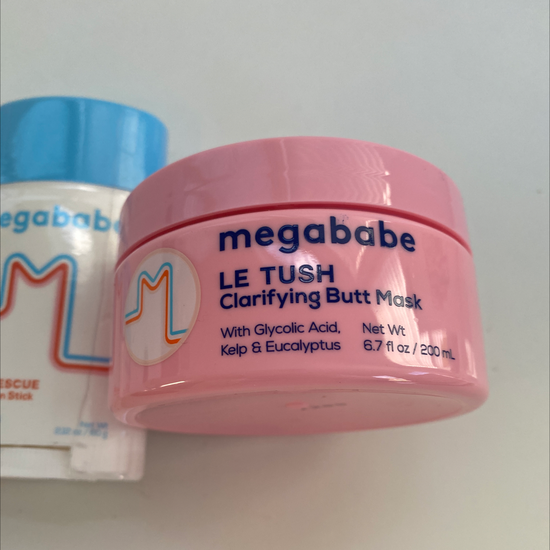 megababe
ESCUE
n Stick
megababe
LE TUSH
Clarifying Butt Mask
With Glycolic Acid,
Kelp & Eucalyptus
Net Wt
6.7 fl oz / 200 mL